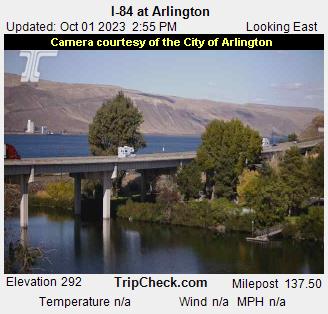 I-84 at Arlington
Updated: Oct 01 2023 2:55 PM Looking East
Camera courtesy of the City of Arlington
Elevation 292 TripCheck.com Milepost 137.50
Temperature n/a Wind n/a MPH n/a